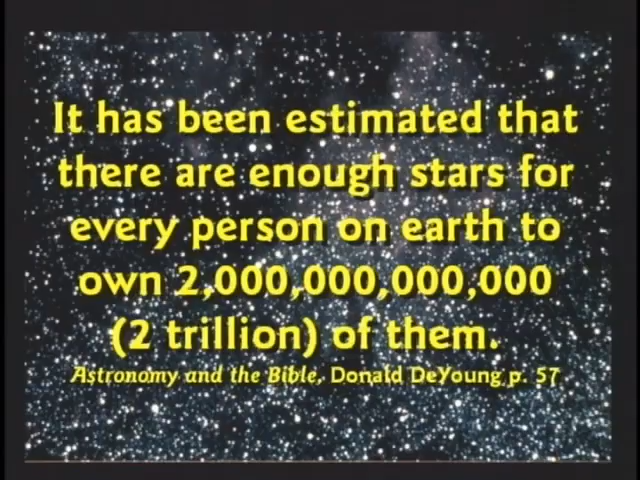 It has been estimated that
there are enough stars for
every person on earth to
own 2,000,000,000,000
(2 trillion) of them.
Astronomy and the Bible, Donald DeYoung p. 57